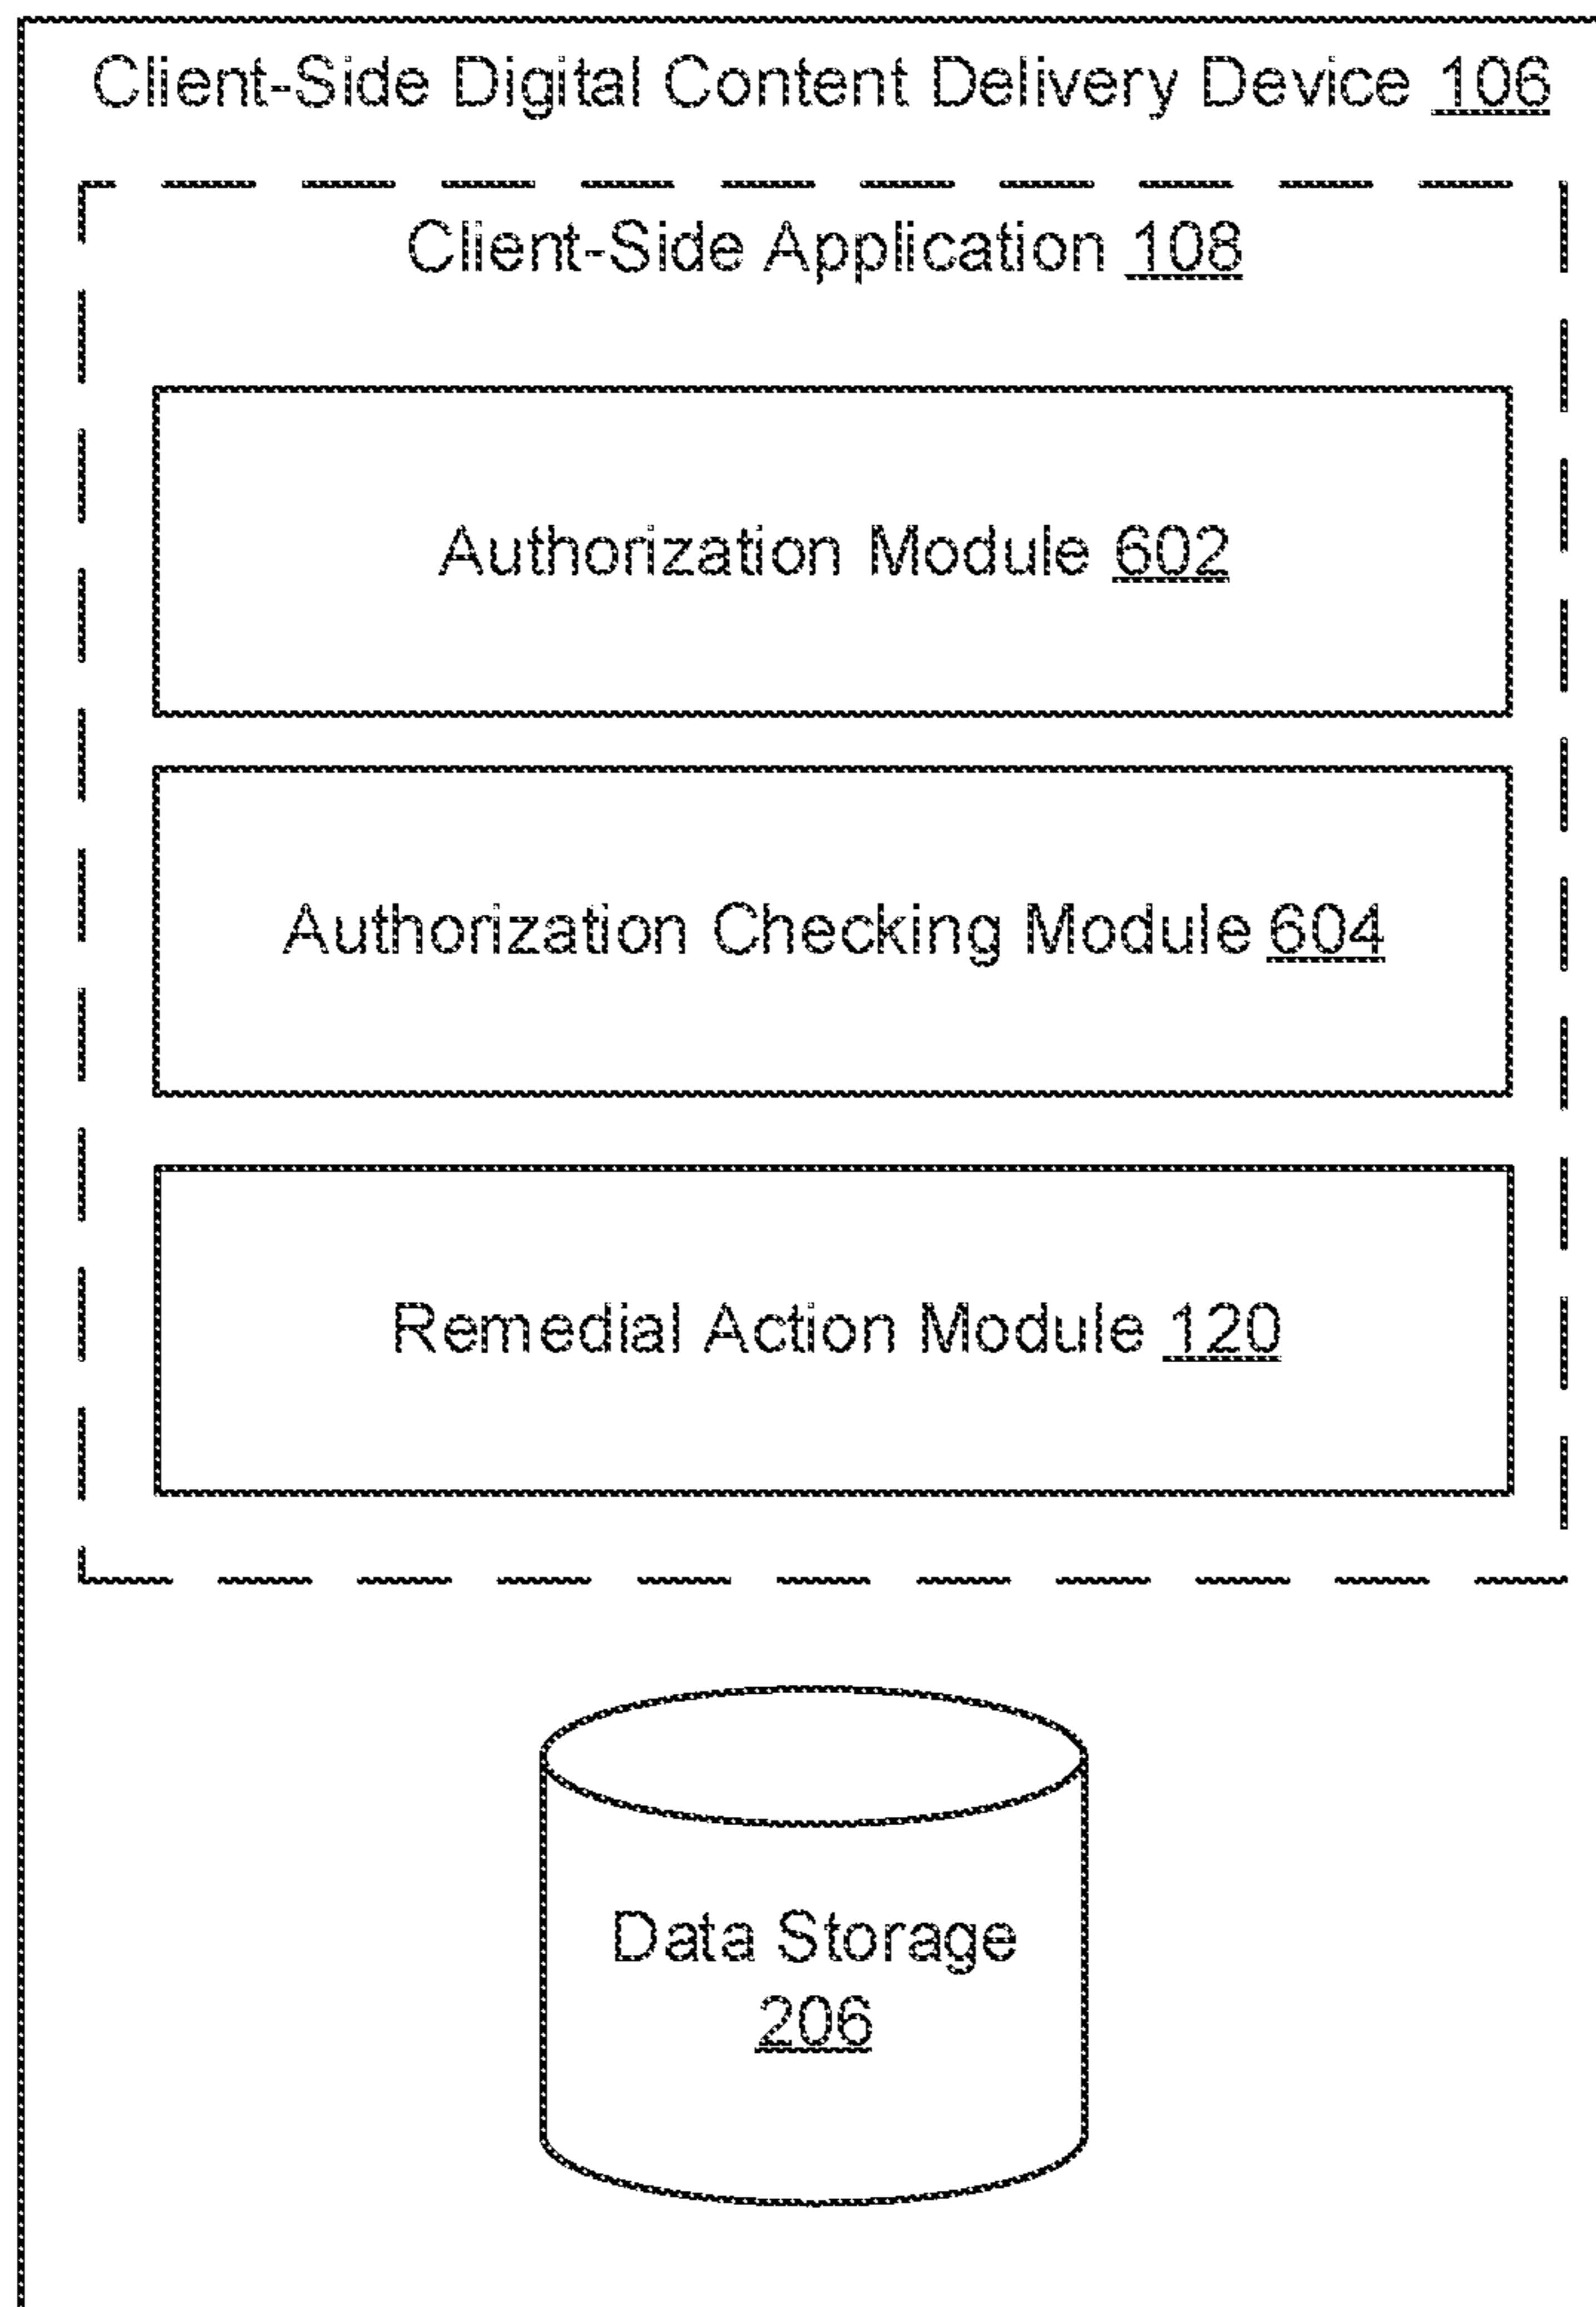 Client-Side Digital Content Delivery Device 106
Client-Side Application 108
Authorization Module 602
Authorization Checking Module 604
Remedial Action Module 120
Data Storage
206